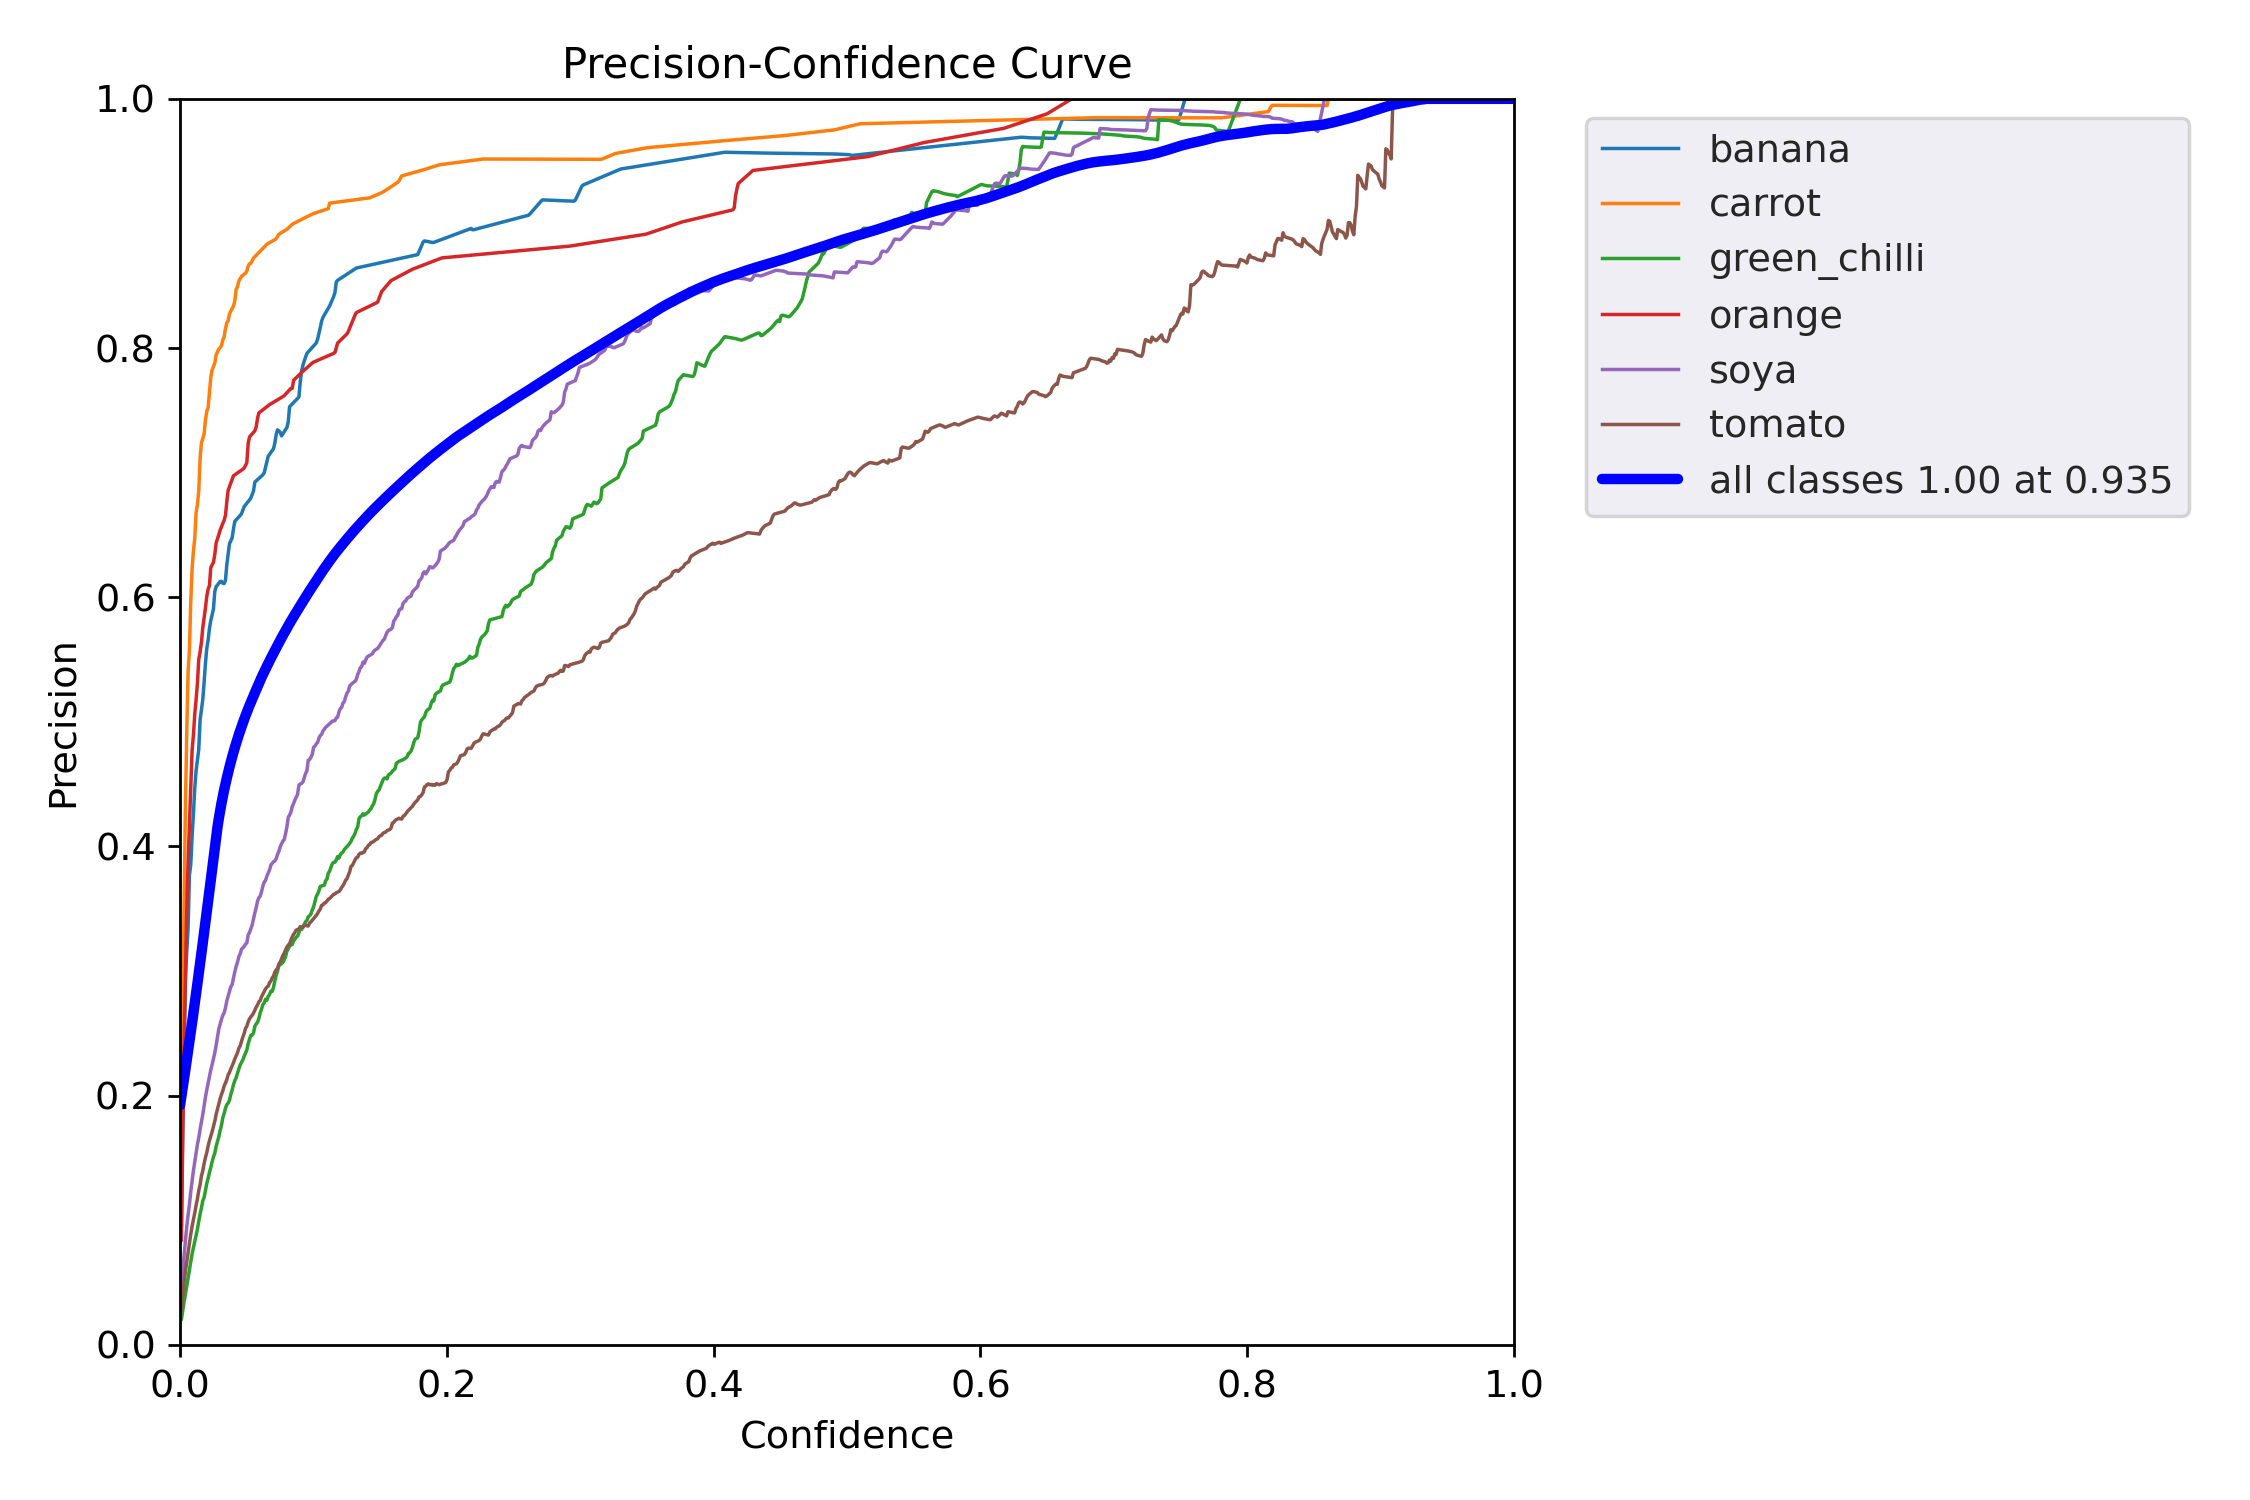 Precision-Confidence Curve
1.0
0.8
0.6
0.4
0.2
0.0
Precision
0.0 0.2 0.4 0.6 0.8 1.0
Confidence
banana
carrot
green_chilli
orange
soya
tomato
all classes 1.00 at 0.935